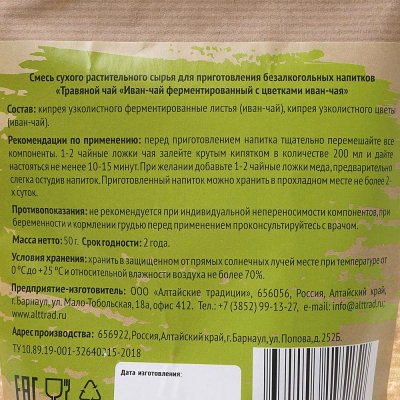 Смесь сухого растительного сырья для приготовления безалкогольных напитков
«Травяной чай «Иван-чай ферментированный с цветками иван-чая»
Состав: кипрея узколистного ферментированные листья (иван-чай), кипрея узколистного цветы
(иван-чай).
Рекомендации по применению: перед приготовлением напитка тщательно перемешайте все
компоненты. 1-2 чайные ложки чая залейте крутым кипятком в количестве 200 мл и дайте
настояться не менее 10-15 минут. При желании добавьте 1-2 чайные ложки меда, предварительно
слегка остудив напиток. Приготовленный напиток можно хранить в прохладном месте не более 2-
х суток.
Противопоказания: не рекомендуется при индивидуальной непереносимости компонентов, при
беременности и кормлении грудью перед применением проконсультируйтесь с врачом.
Масса нетто: 50 г. Срок годности: 2 года.
Условия хранения: хранить в защищенном от прямых солнечных лучей месте при температуре от
0 °С до +25 °С и относительной влажности воздуха не более 70%.
Предприятие-изготовитель: ООО «Алтайские традиции», 656056, Россия, Алтайский край,
г. Барнаул, ул. Мало-Тобольская, 18а, офис 412. Тел: +7 (3852) 99-13-27, e-mail: info@alttrad.ru
www.alttrad.ru
Адрес производства: 656922, Россия, Алтайский край, г. Барнаул, ул. Попова, д. 252Б.
ТУ 10.89.19-001-32640215-2018
EAC
Дата изготовления: